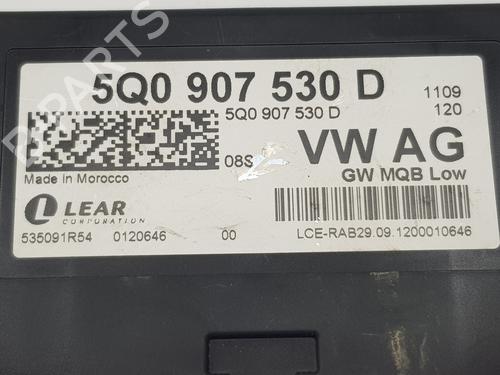 5Q0 907 530 D
1109
5Q0 907 530 D
120
08S
VW AG
GW MQB Low
Made in Morocco
LEAR
CORPORATION
535091R54 0120646 00 LCE-RAB29.09.1200010646
B-PARTS